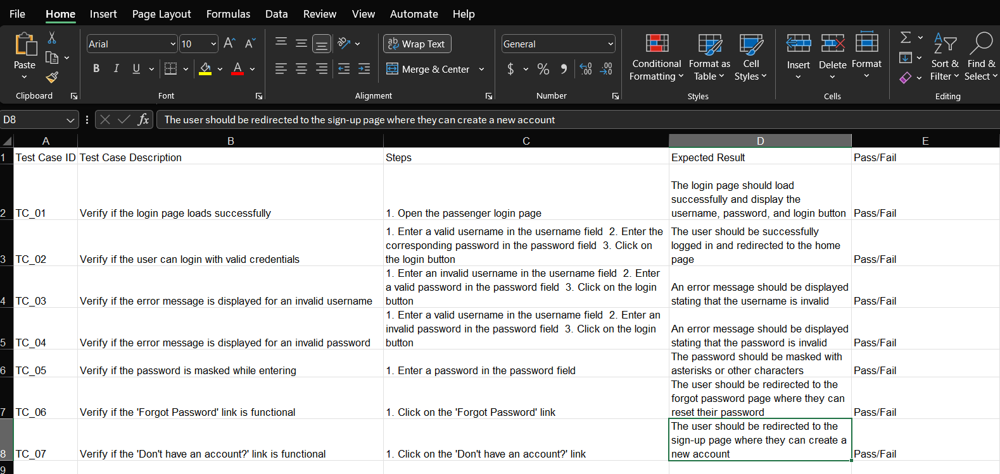 File Home Insert Page Layout Formulas Data Review View Automate Help
Paste
Clipboard
Arial 10 A A
B I U A
Font
ab Wrap Text
Merge & Center
Alignment
General
$ % 9 .00 .00
Number
Conditional Formatting
Format as Table
Cell Styles
Styles
Insert Delete Format
Cells
Sort & Filter
Find & Select
Editing
D8 fx The user should be redirected to the sign-up page where they can create a new account
A B C D E
1 Test Case ID Test Case Description Steps Expected Result Pass/Fail
2 TC_01 Verify if the login page loads successfully 1. Open the passenger login page
The login page should load
successfully and display the
username, password, and login button
Pass/Fail
3 TC_02 Verify if the user can login with valid credentials
1. Enter a valid username in the username field  2. Enter the
corresponding password in the password field  3. Click on
the login button
The user should be successfully
logged in and redirected to the home
page
Pass/Fail
4 TC_03 Verify if the error message is displayed for an invalid username
1. Enter an invalid username in the username field  2. Enter
a valid password in the password field  3. Click on the login
button
An error message should be displayed
stating that the username is invalid
Pass/Fail
5 TC_04 Verify if the error message is displayed for an invalid password
1. Enter a valid username in the username field  2. Enter an
invalid password in the password field  3. Click on the login
button
An error message should be displayed
stating that the password is invalid
Pass/Fail
6 TC_05 Verify if the password is masked while entering 1. Enter a password in the password field
The password should be masked with
asterisks or other characters
Pass/Fail
7 TC_06 Verify if the 'Forgot Password' link is functional 1. Click on the 'Forgot Password' link
The user should be redirected to the
forgot password page where they can
reset their password
Pass/Fail
8 TC_07 Verify if the 'Don't have an account?' link is functional 1. Click on the 'Don't have an account?' link
The user should be redirected to the
sign-up page where they can create a
new account
Pass/Fail
9